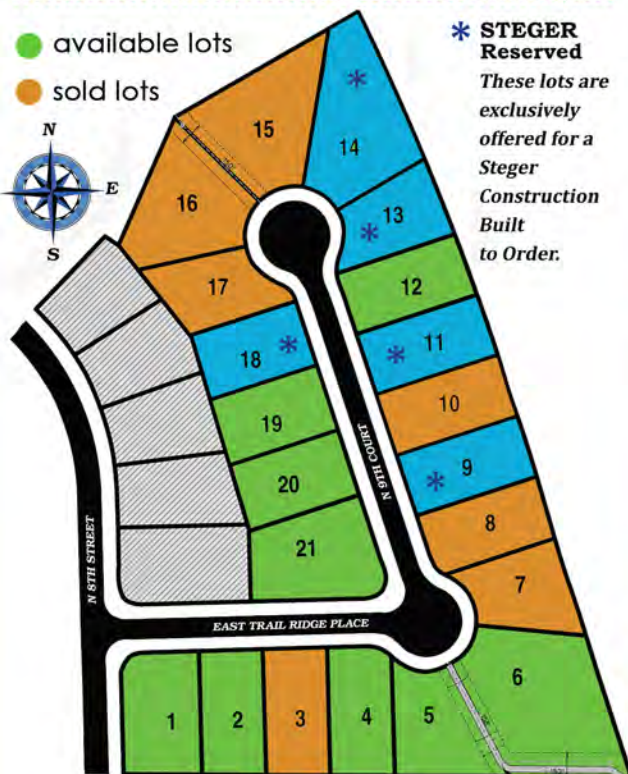 available lots
sold lots
* STEGER
Reserved
These lots are
exclusively
offered for a
Steger
Construction
Built
to Order.
N
E
S
15
*
14
16
13
*
17
12
18 *
* 11
19
10
20
9
*
21
8
7
N 9TH COURT
N 8TH STREET
EAST TRAIL RIDGE PLACE
6
1
2
3
4
5